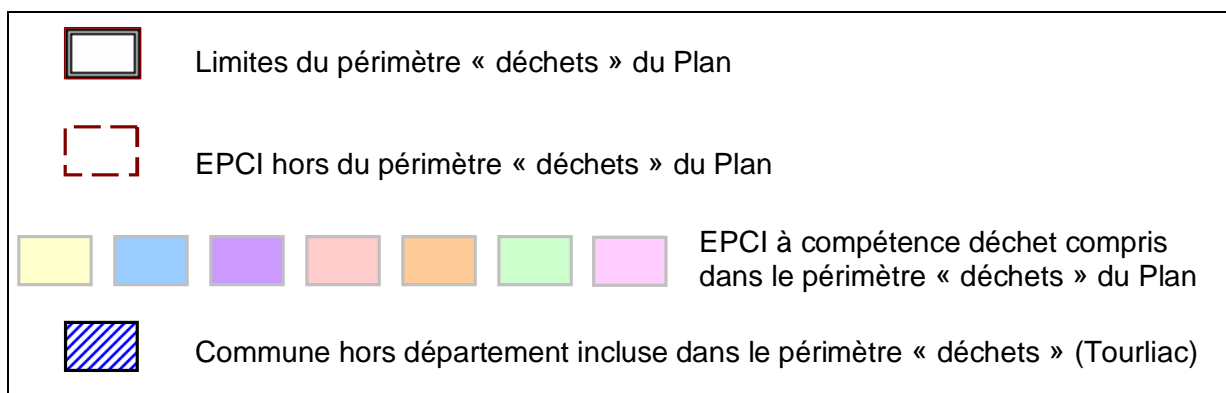 Limites du périmètre « déchets » du Plan
EPCI hors du périmètre « déchets » du Plan
EPCI à compétence déchet compris
dans le périmètre « déchets » du Plan
Commune hors département incluse dans le périmètre « déchets » (Tourliac)